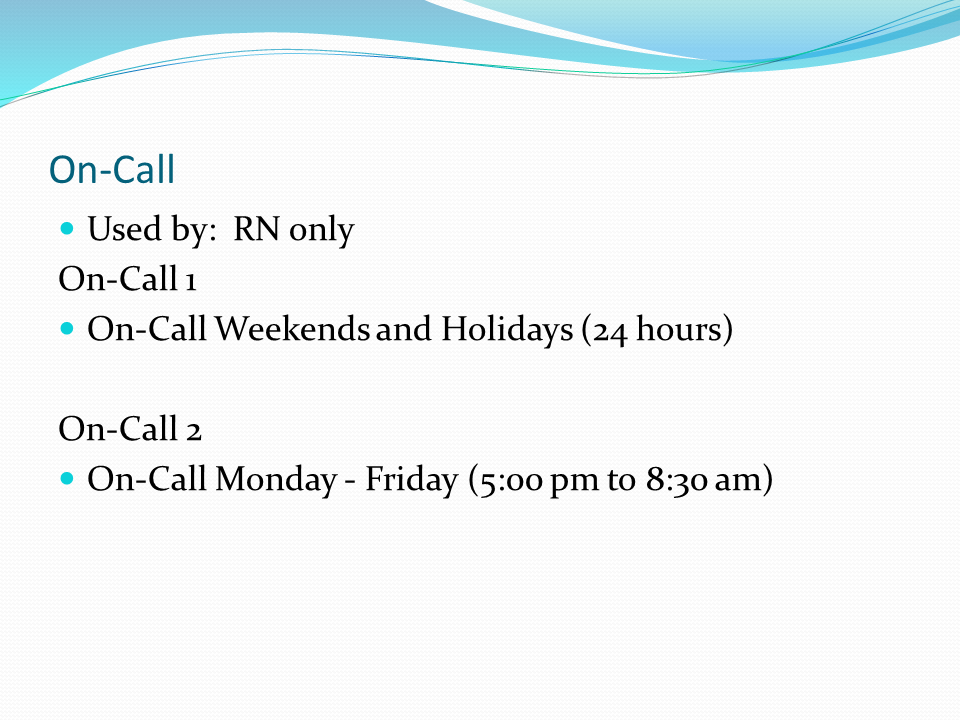 On-Call
Used by:  RN only
On-Call 1
On-Call Weekends and Holidays (24 hours)
On-Call 2
On-Call Monday - Friday (5:00 pm to 8:30 am)